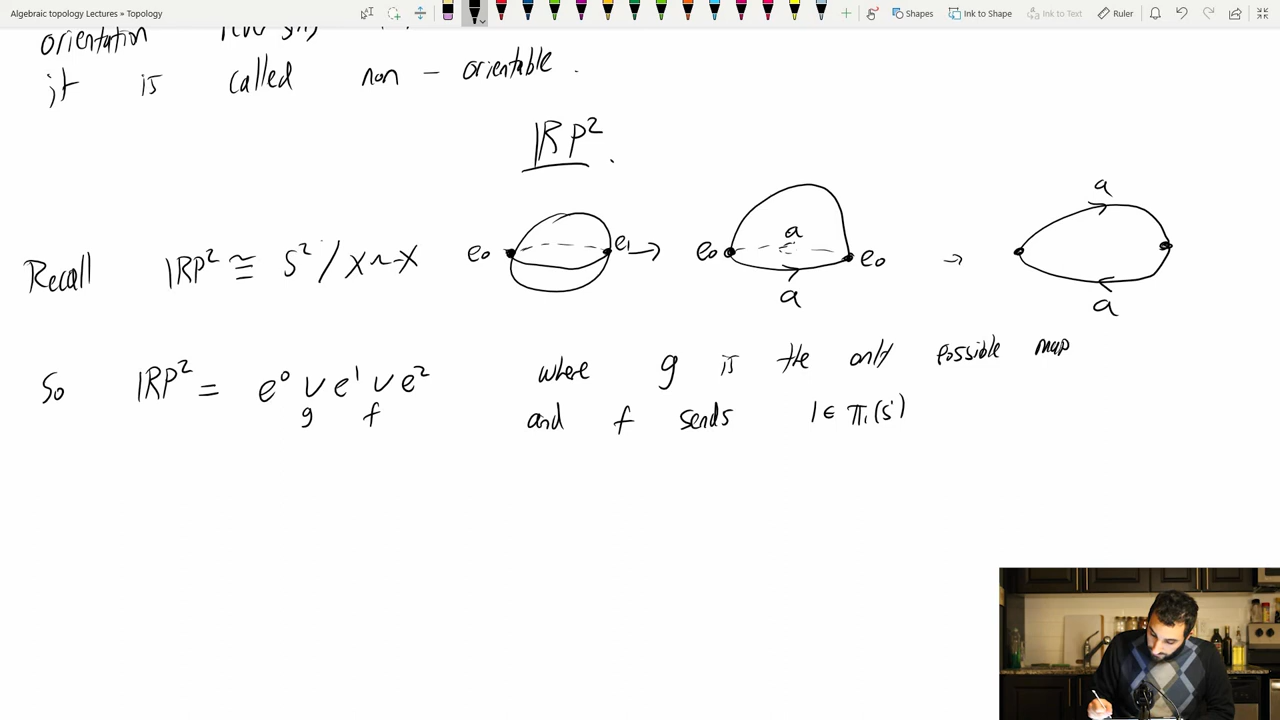 Algebraic topology Lectures » Topology
Shapes Ink to Shape Ink to Text Ruler
orientation
it is called non - orientable .
ℝP² .
Recall ℝP² ≅ S² / x ~ -x e₀ e₁ → e₀ a a e₀ → a a
So ℝP² = e⁰ ∨ e¹ ∨ e² where g is the only possible map
g f and f sends 1 ∈ π₁(S¹)